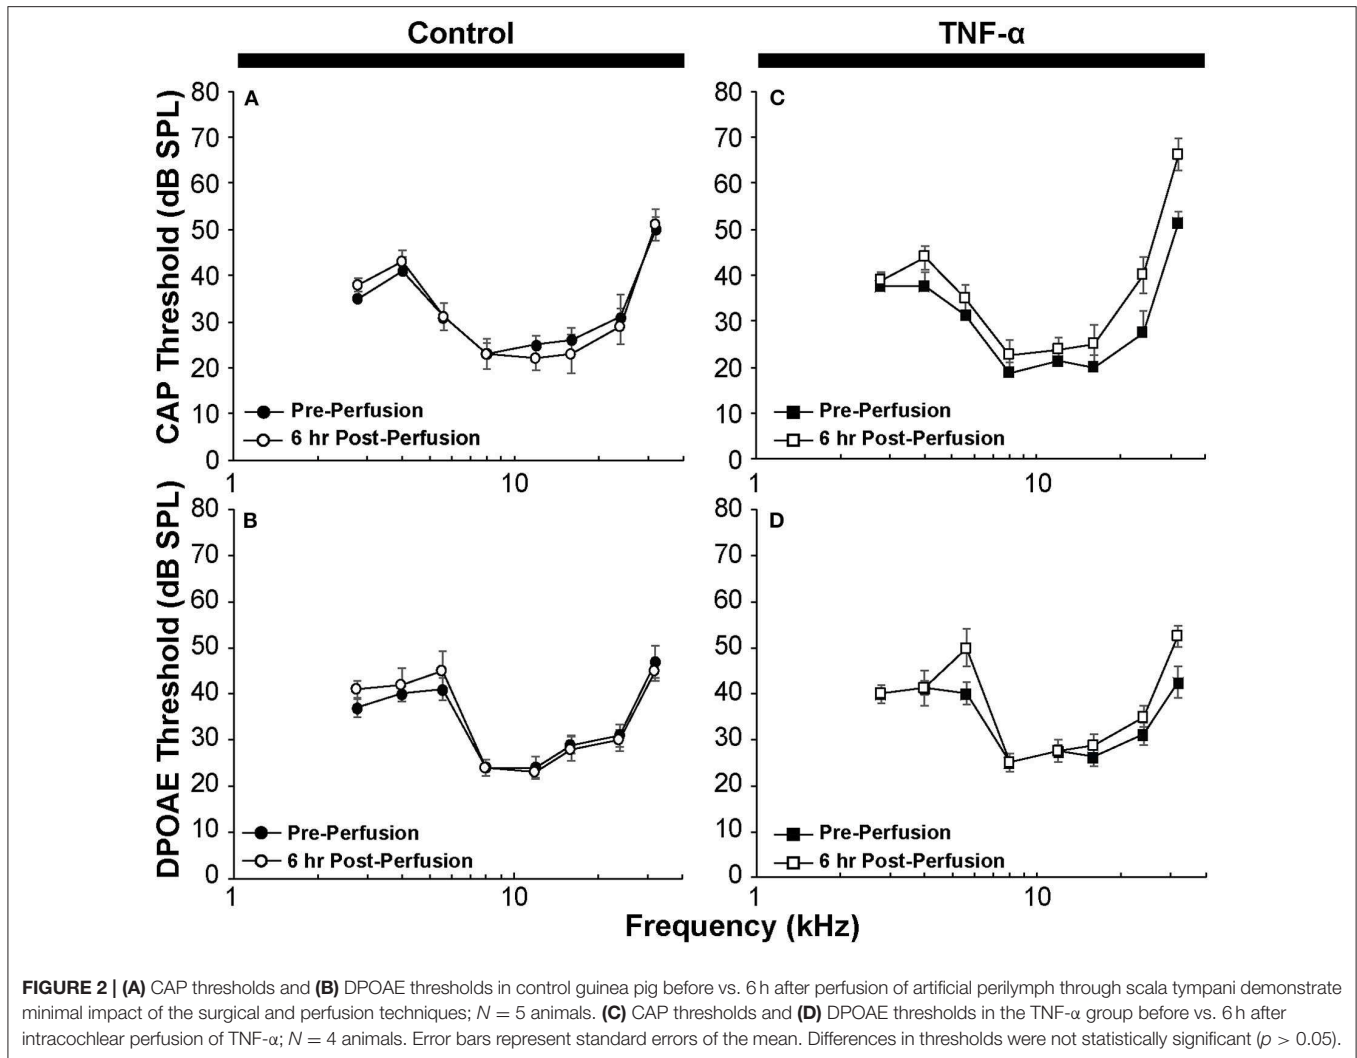 Control
TNF-α
CAP Threshold (dB SPL)
80
70
60
50
40
30
20
10
0
A
Pre-Perfusion
6 hr Post-Perfusion
1
10
80
70
60
50
40
30
20
10
0
C
Pre-Perfusion
6 hr Post-Perfusion
1
10
DPOAE Threshold (dB SPL)
80
70
60
50
40
30
20
10
0
B
Pre-Perfusion
6 hr Post-Perfusion
1
10
80
70
60
50
40
30
20
10
0
D
Pre-Perfusion
6 hr Post-Perfusion
1
10
Frequency (kHz)
FIGURE 2 | (A) CAP thresholds and (B) DPOAE thresholds in control guinea pig before vs. 6 h after perfusion of artificial perilymph through scala tympani demonstrate
minimal impact of the surgical and perfusion techniques; N = 5 animals. (C) CAP thresholds and (D) DPOAE thresholds in the TNF-α group before vs. 6 h after
intracochlear perfusion of TNF-α; N = 4 animals. Error bars represent standard errors of the mean. Differences in thresholds were not statistically significant (p > 0.05).